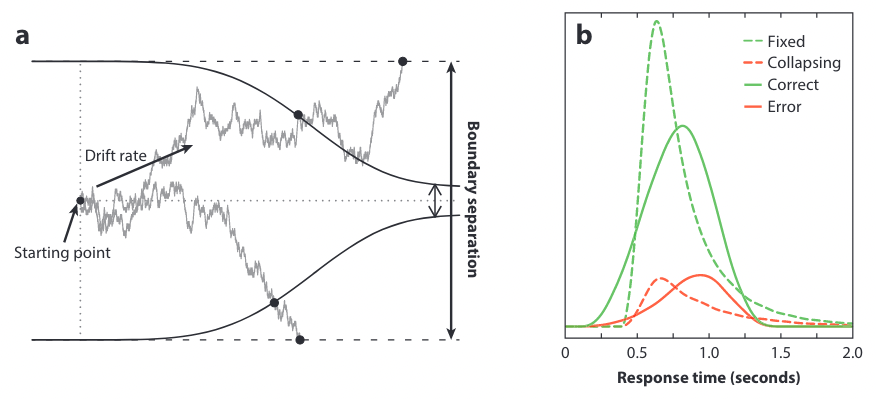 a
Drift rate
Starting point
Boundary separation
b
Fixed
Collapsing
Correct
Error
0
0.5
1.0
1.5
2.0
Response time (seconds)